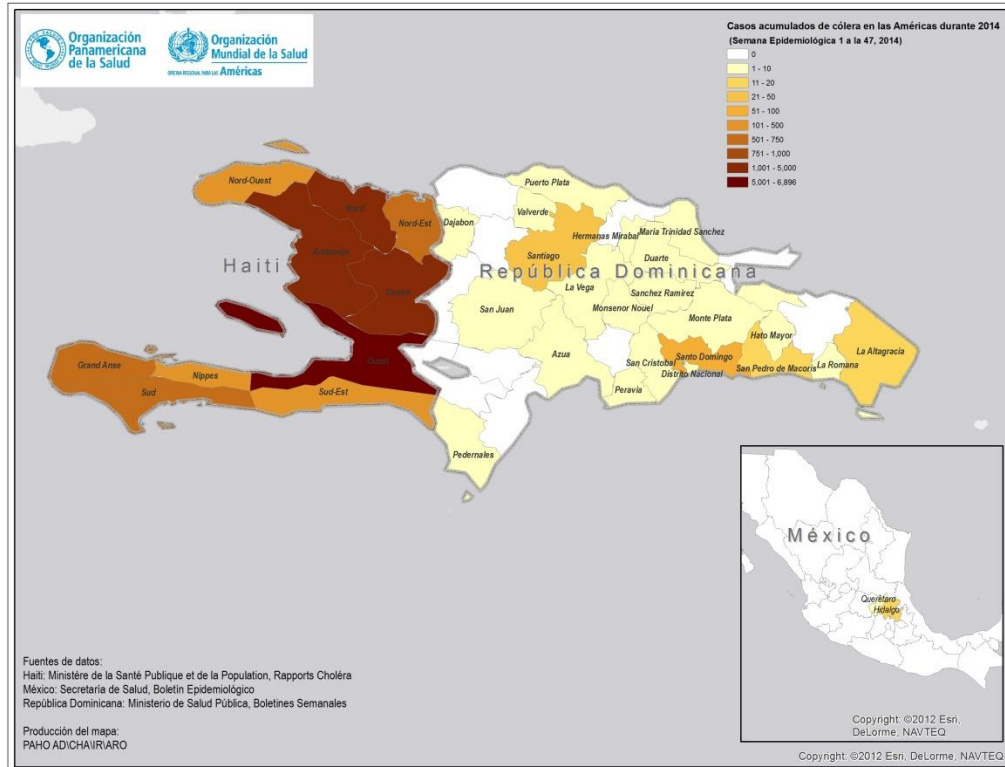 Organización
Panamericana
de la Salud
Organización
Mundial de la Salud
OFICINA REGIONAL PARA LAS Américas
Casos acumulados de cólera en las Américas durante 2014
(Semana Epidemiológica 1 a la 47, 2014)
0
1 - 10
11 - 20
21 - 50
51 - 100
101 - 500
501 - 750
751 - 1,000
1,001 - 5,000
5,001 - 6,896
Nord-Ouest
Nord
Nord-Est
Artibonite
Centre
Haiti
Ouest
Grand Anse
Nippes
Sud
Sud-Est
Puerto Plata
Valverde
Dajabon
Hermanas Mirabal
Maria Trinidad Sanchez
Santiago
Duarte
República Dominicana
La Vega
Sanchez Ramirez
San Juan
Monsenor Nouel
Monte Plata
Hato Mayor
La Altagracia
Azua
San Cristobal
Santo Domingo
Distrito Nacional
San Pedro de Macoris
La Romana
Peravia
Pedernales
México
Querétaro
Hidalgo
Copyright: ©2012 Esri,
DeLorme, NAVTEQ
Fuentes de datos:
Haiti: Ministére de la Santé Publique et de la Population, Rapports Choléra
México: Secretaría de Salud, Boletín Epidemiológico
República Dominicana: Ministerio de Salud Pública, Boletines Semanales
Producción del mapa:
PAHO AD\CHA\IR\ARO
Copyright: ©2012 Esri, DeLorme, NAVTEQ